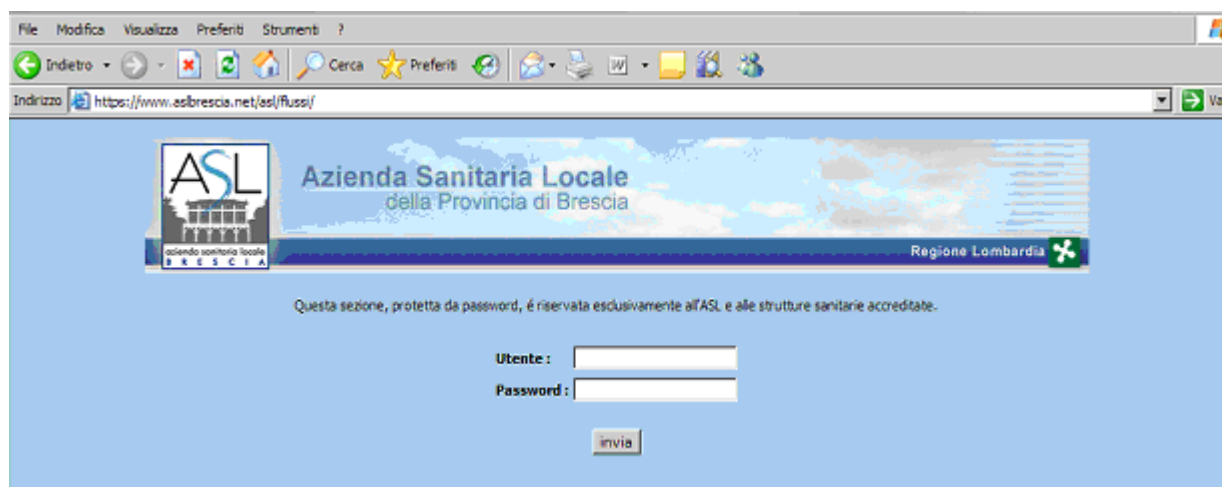 File Modifica Visualizza Preferiti Strumenti ?
Indietro Cerca Preferiti
Indirizzo https://www.aslbrescia.net/asl/flussi/ Va
ASL
azienda sanitaria locale
BRESCIA
Azienda Sanitaria Locale
della Provincia di Brescia
Regione Lombardia
Questa sezione, protetta da password, é riservata esclusivamente all'ASL e alle strutture sanitarie accreditate.
Utente :
Password :
invia